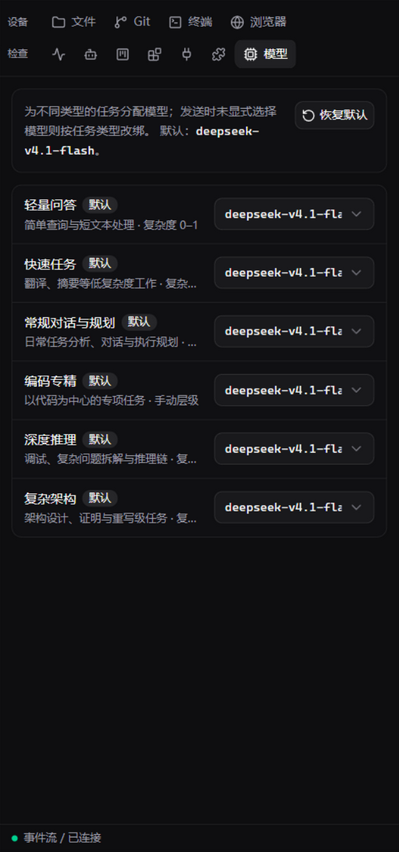 设备 文件 Git 终端 浏览器
检查 模型
为不同类型的任务分配模型；发送时未显式选择
模型则按任务类型改绑。 默认：deepseek-
v4.1-flash。
恢复默认
轻量问答 默认
简单查询与短文本处理 · 复杂度 0–1
deepseek-v4.1-fla
快速任务 默认
翻译、摘要等低复杂度工作 · 复杂...
deepseek-v4.1-fla
常规对话与规划 默认
日常任务分析、对话与执行规划 · ...
deepseek-v4.1-fla
编码专精 默认
以代码为中心的专项任务 · 手动层级
deepseek-v4.1-fla
深度推理 默认
调试、复杂问题拆解与推理链 · 复...
deepseek-v4.1-fla
复杂架构 默认
架构设计、证明与重写级任务 · 复...
deepseek-v4.1-fla
事件流 / 已连接